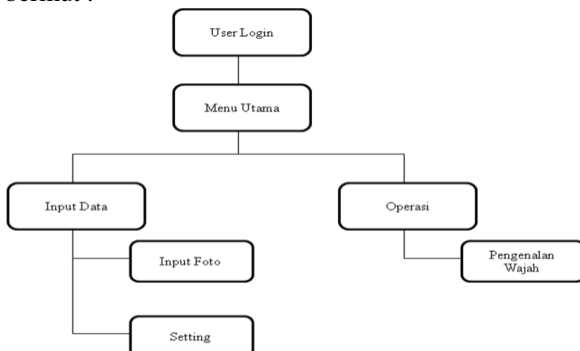 User Login
Menu Utama
Input Data
Operasi
Input Foto
Pengenalan
Wajah
Setting